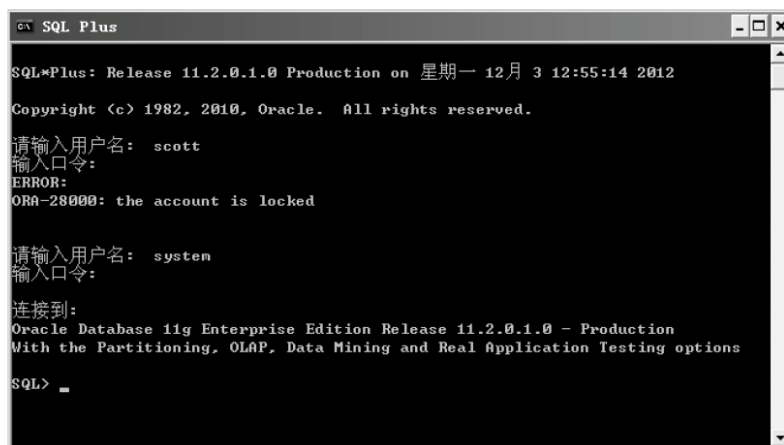 SQL Plus
SQL*Plus: Release 11.2.0.1.0 Production on 星期一 12月 3 12:55:14 2012
Copyright (c) 1982, 2010, Oracle.  All rights reserved.
请输入用户名:  scott
输入口令:
ERROR:
ORA-28000: the account is locked
请输入用户名:  system
输入口令:
连接到:
Oracle Database 11g Enterprise Edition Release 11.2.0.1.0 - Production
With the Partitioning, OLAP, Data Mining and Real Application Testing options
SQL> _